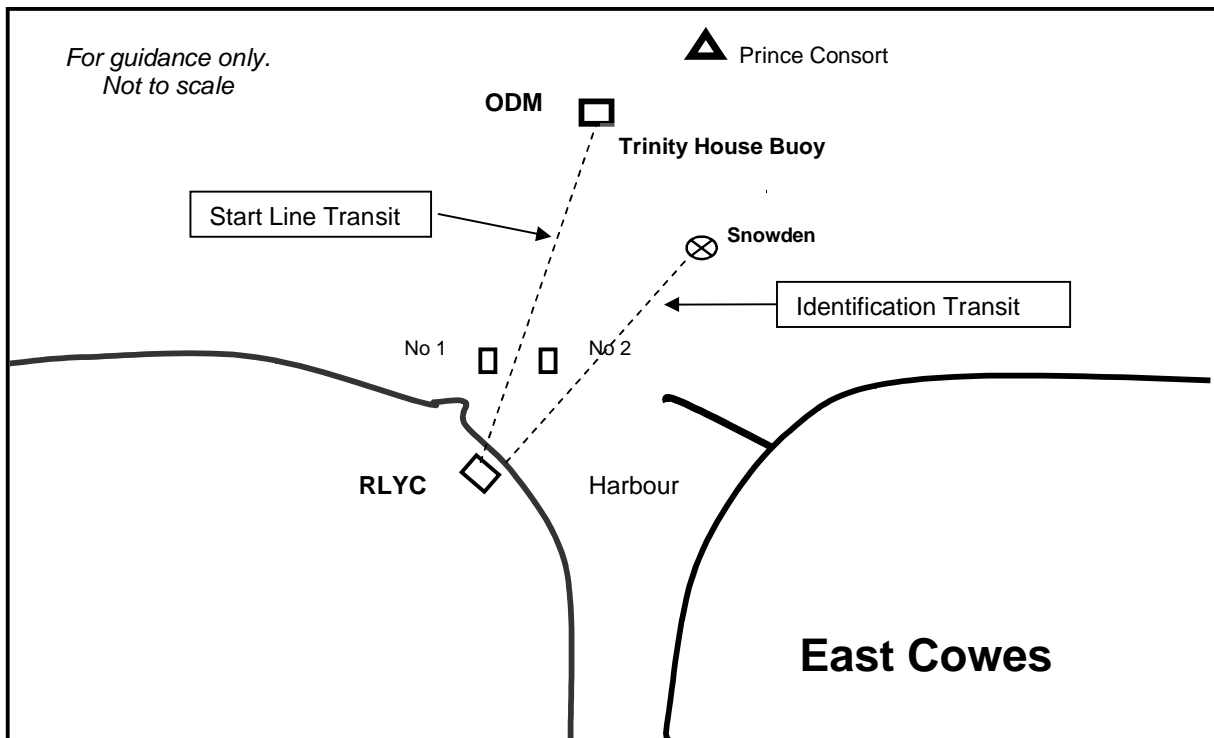 For guidance only.
Not to scale
Prince Consort
ODM
Trinity House Buoy
Start Line Transit
Snowden
Identification Transit
No 1
No 2
RLYC
Harbour
East Cowes